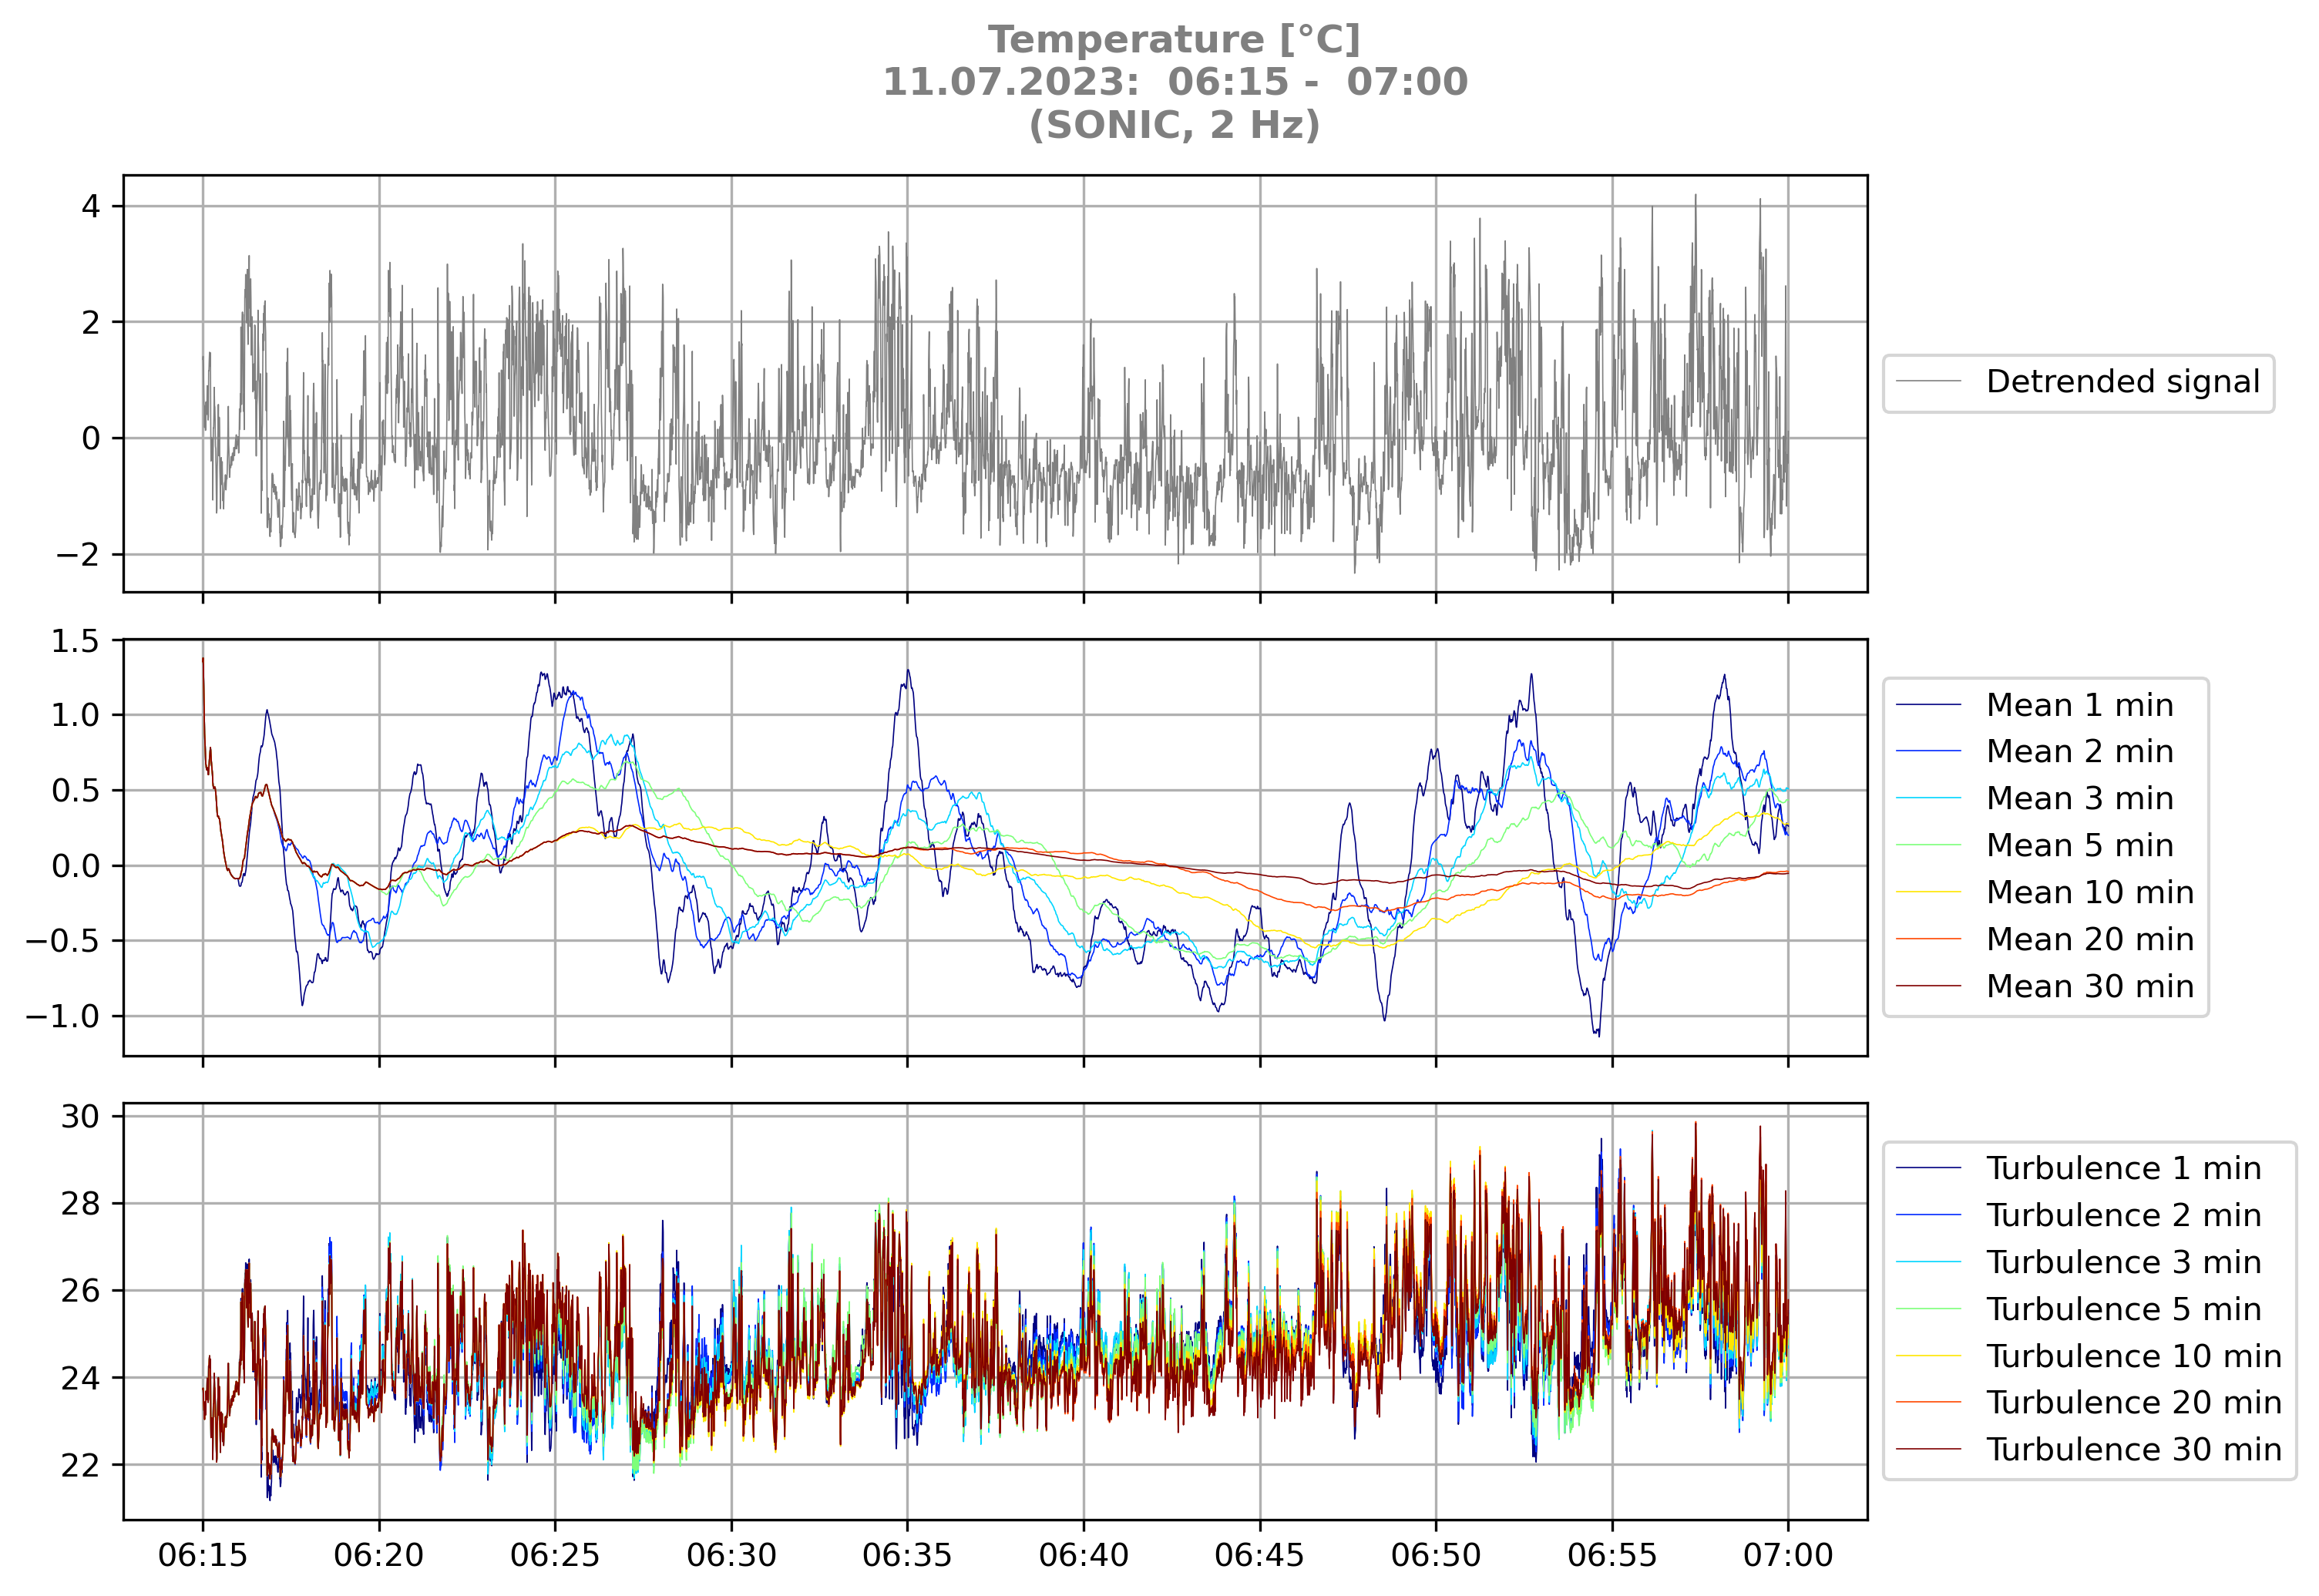 Temperature [°C]
11.07.2023:  06:15 -  07:00
(SONIC, 2 Hz)
4
2
0
−2
Detrended signal
1.5
1.0
0.5
0.0
−0.5
−1.0
Mean 1 min
Mean 2 min
Mean 3 min
Mean 5 min
Mean 10 min
Mean 20 min
Mean 30 min
30
28
26
24
22
Turbulence 1 min
Turbulence 2 min
Turbulence 3 min
Turbulence 5 min
Turbulence 10 min
Turbulence 20 min
Turbulence 30 min
06:15 06:20 06:25 06:30 06:35 06:40 06:45 06:50 06:55 07:00